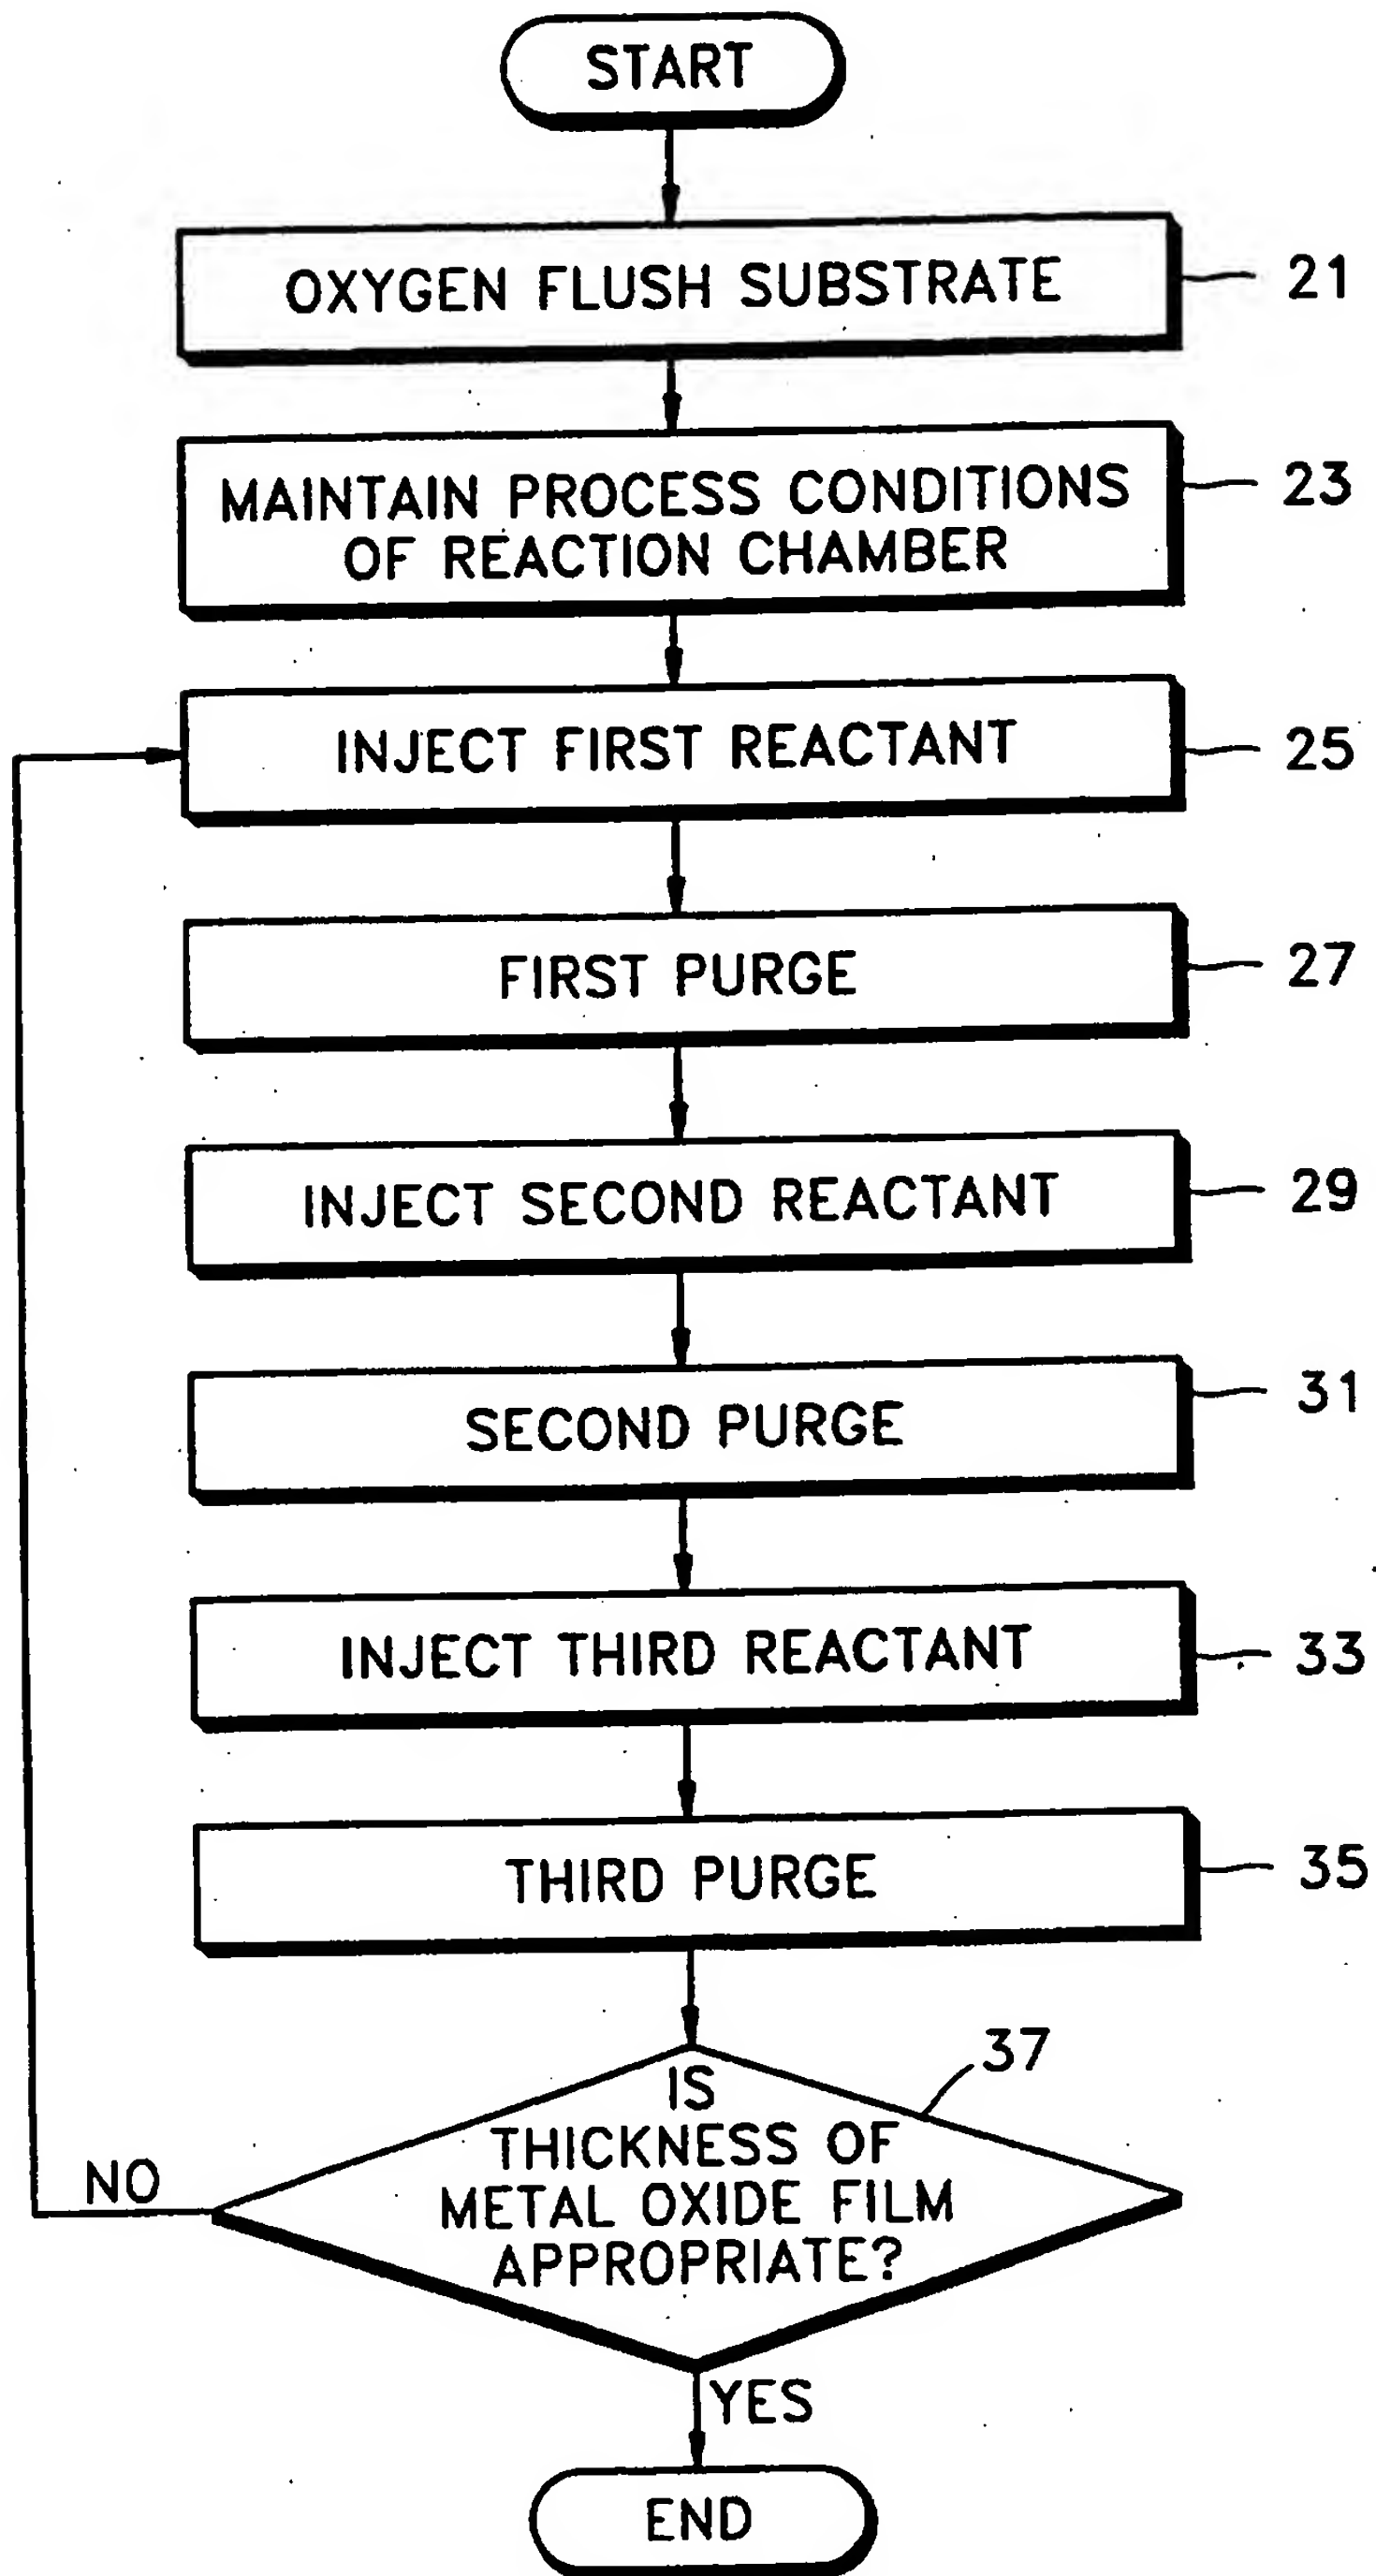 START
OXYGEN FLUSH SUBSTRATE
21
MAINTAIN PROCESS CONDITIONS
OF REACTION CHAMBER
23
INJECT FIRST REACTANT
25
FIRST PURGE
27
INJECT SECOND REACTANT
29
SECOND PURGE
31
INJECT THIRD REACTANT
33
THIRD PURGE
35
37
IS
THICKNESS OF
METAL OXIDE FILM
APPROPRIATE?
NO
YES
END